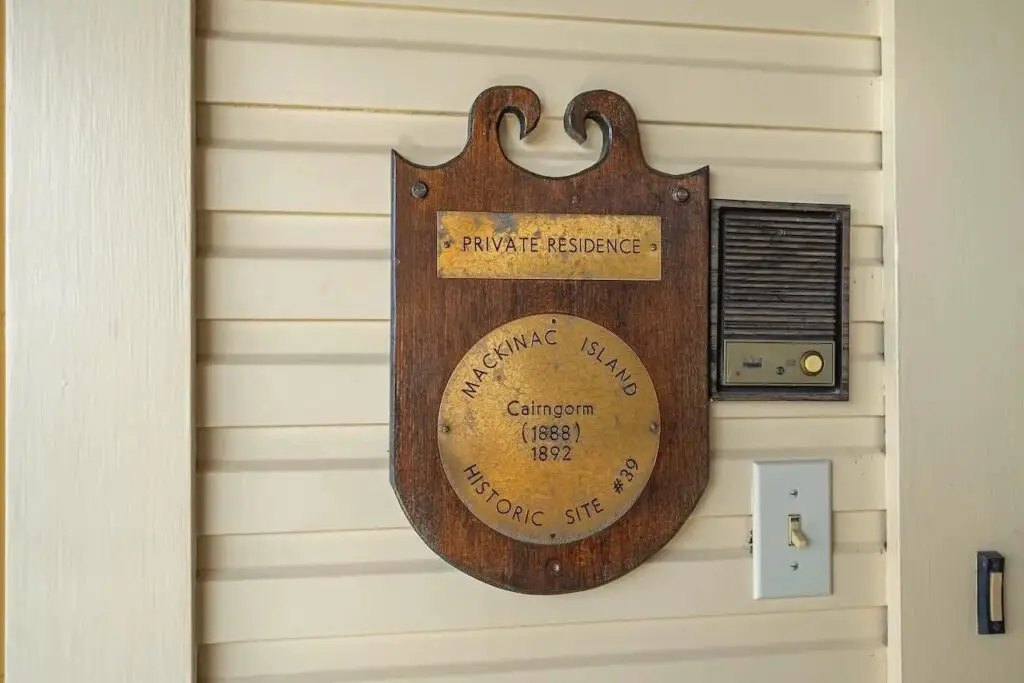 PRIVATE RESIDENCE
MACKINAC ISLAND
Cairngorm
(1888)
1892
HISTORIC SITE #39